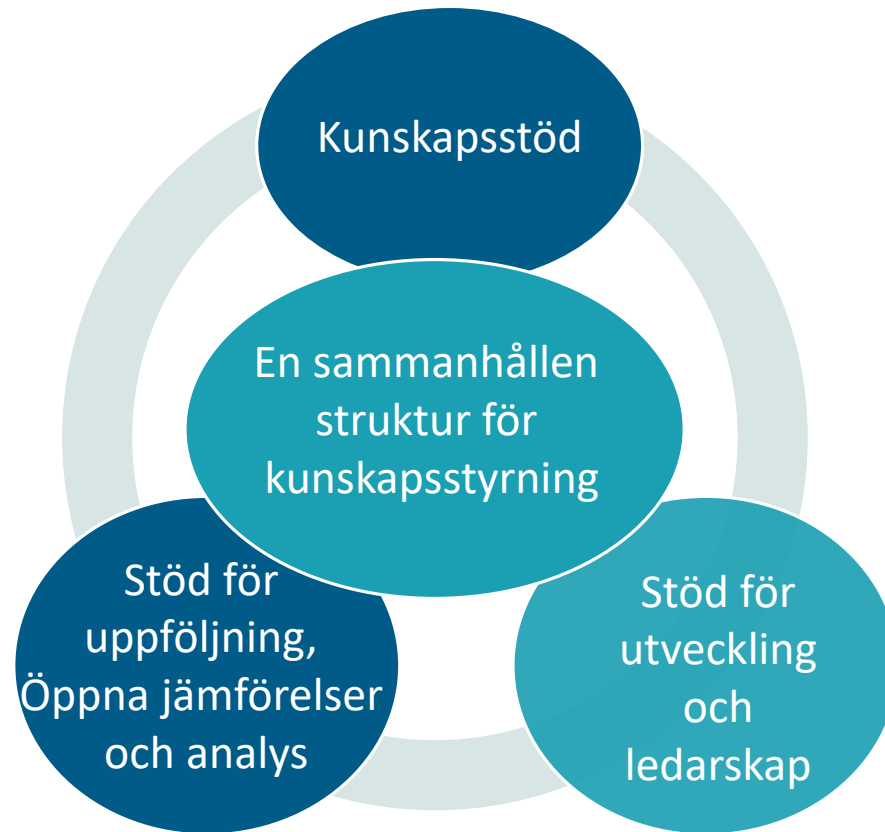 Kunskapsstöd
En sammanhållen
struktur för
kunskapsstyrning
Stöd för
uppföljning,
Öppna jämförelser
och analys
Stöd för
utveckling
och
ledarskap